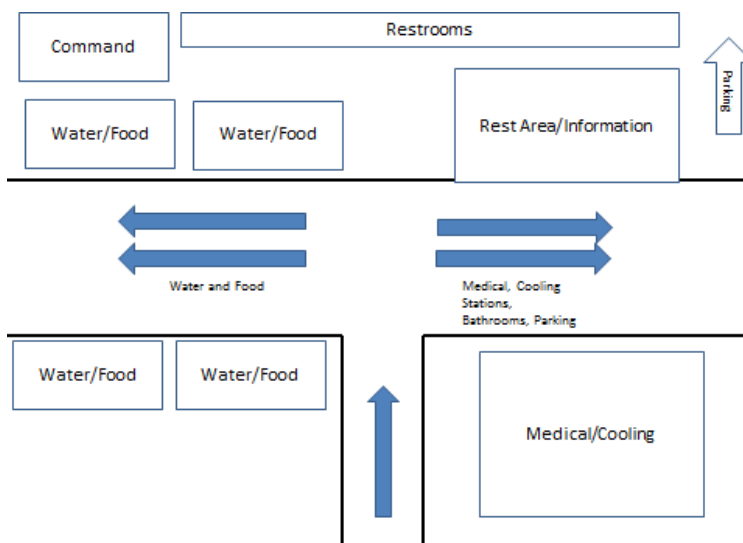 Command
Restrooms
Parking
Water/Food
Water/Food
Rest Area/Information
Water and Food
Medical, Cooling
Stations,
Bathrooms, Parking
Water/Food
Water/Food
Medical/Cooling